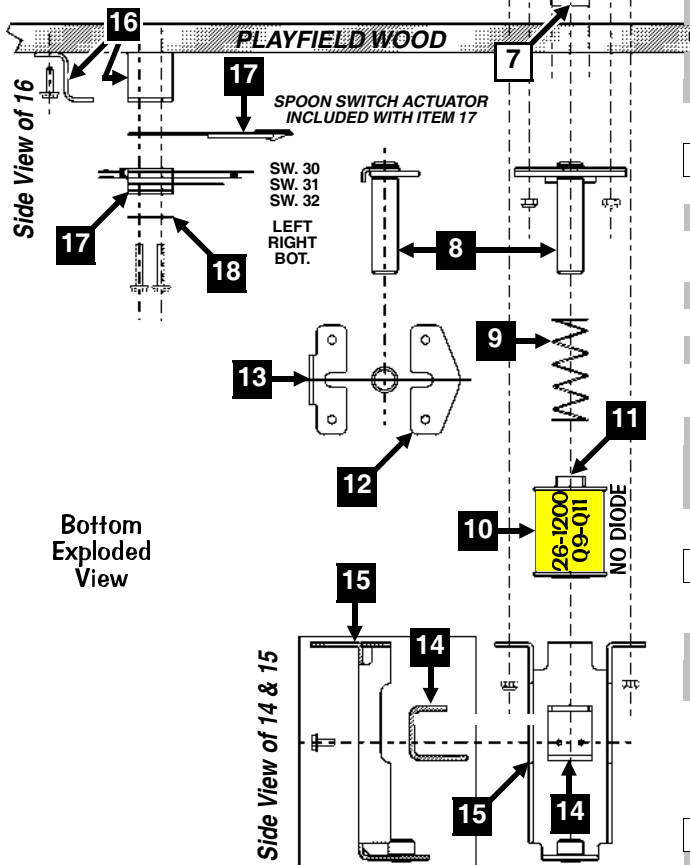 16
PLAYFIELD WOOD
7
Side View of 16
17
SPOON SWITCH ACTUATOR
INCLUDED WITH ITEM 17
SW. 30
SW. 31
SW. 32
LEFT
RIGHT
BOT.
17
18
8
9
13
12
11
10
26-1200
Q9-Q11
NO DIODE
Bottom
Exploded
View
15
14
Side View of 14 & 15
15
14